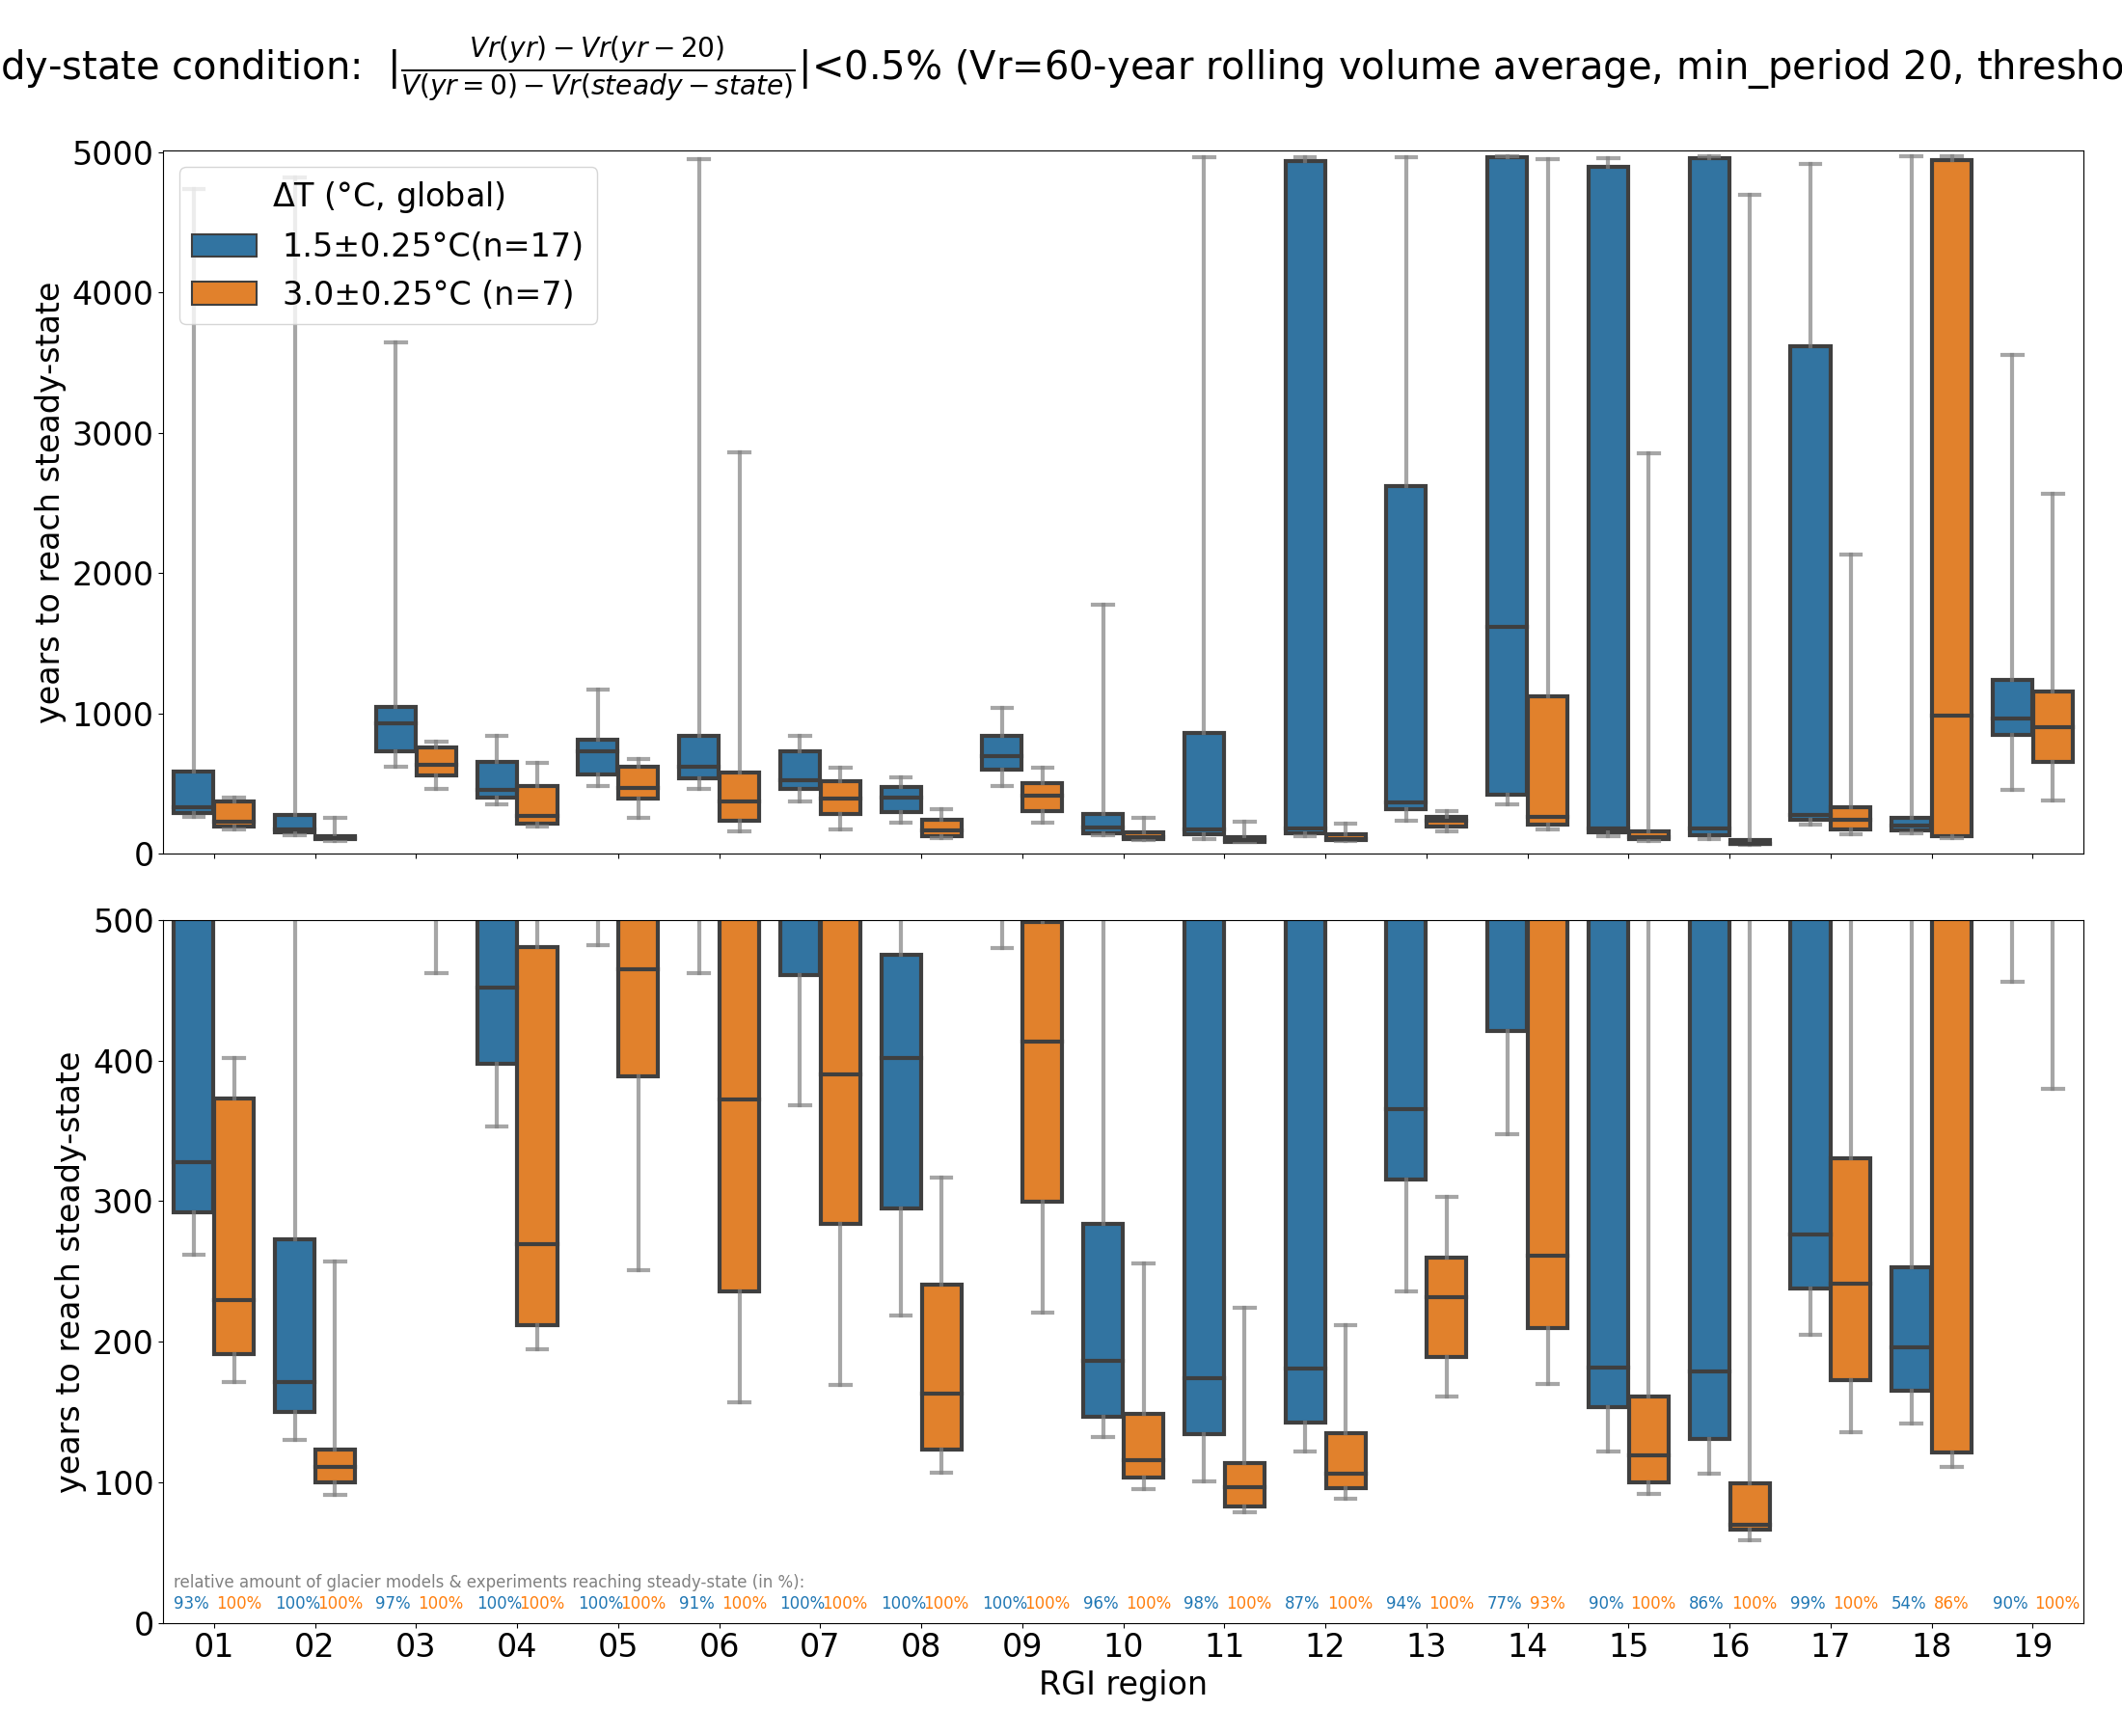 dy-state condition: |Vr(yr) − Vr(yr − 20) / V(yr = 0) − Vr(steady − state)|<0.5% (Vr=60-year rolling volume average, min_period 20, thresho
5000
4000
3000
2000
1000
0
years to reach steady-state
ΔT (°C, global)
1.5±0.25°C(n=17)
3.0±0.25°C (n=7)
500
400
300
200
100
0
years to reach steady-state
relative amount of glacier models & experiments reaching steady-state (in %):
93% 100% 100% 100% 97% 100% 100% 100% 100% 100% 91% 100% 100% 100% 100% 100% 100% 100% 96% 100% 98% 100% 87% 100% 94% 100% 77% 93% 90% 100% 86% 100% 99% 100% 54% 86% 90% 100%
01 02 03 04 05 06 07 08 09 10 11 12 13 14 15 16 17 18 19
RGI region